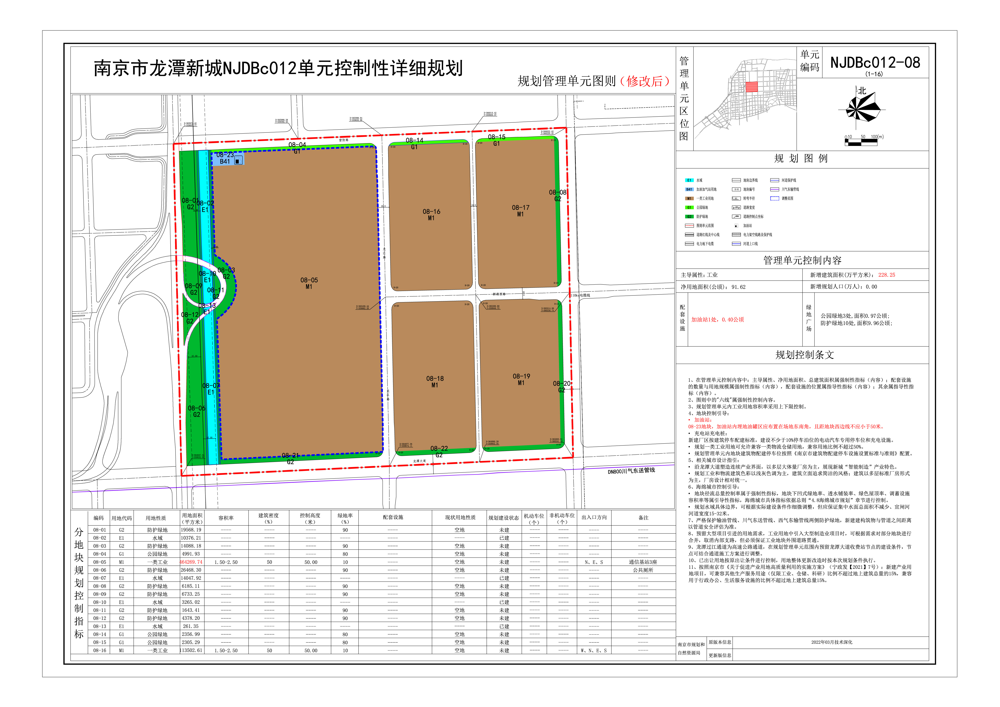 南京市龙潭新城NJDBc012单元控制性详细规划
规划管理单元图则（修改后）
管理单元区位图
单元编码
NJDBc012-08
(1-16)
北
0 10 50 100(m)
规 划 图 例
E1 水域
B41 加油加气站用地
M1 一类工业用地
G1 公园绿地
G2 防护绿地
图则单元范围
道路红线及中心线
电力地下电缆
地块边界线
地块编号
转弯半径
道路宽度
道路控制点坐标
加油站
电力架空线路及保护线
河道上口线
河道保护线
川气东输管线
调整范围
管理单元控制内容
主导属性：工业
新增建筑面积(万平方米)： 228.25
净用地面积(公顷)：91.62
新增规划人口(万人)：0.00
配套设施
加油站1处，0.40公顷
绿地广场
公园绿地3处,面积0.97公顷;
防护绿地10处,面积9.96公顷;
规划控制条文
1、在管理单元控制内容中：主导属性、净用地面积、总建筑面积属强制性指标（内容）；配套设施
的数量与用地规模属强制性指标（内容），配套设施的位置属指导性指标（内容）；其余属指导性指
标（内容）。
2、图则中的"六线"属强制性控制内容。
3、规划管理单元内工业用地容积率采用上下限控制。
4、地块控制引导：
• 加油站：
08-23地块，加油站内埋地油罐区应布置在场地东南角，且距地块西边线不应小于50米。
• 充电站充电桩：
新建厂区按建筑停车配建标准，建设不少于10%停车泊位的电动汽车专用停车位和充电设施。
• 规划一类工业用地可允许兼容一类物流仓储用地，兼容用地比例不超过50%。
• 规划管理单元内地块建筑物配建停车位按照《南京市建筑物配建停车设施设置标准与准则》配置。
5、相关城市设计指引：
• 沿龙潭大道塑造连续产业界面，以多层大体量厂房为主，展现新城“智能制造”产业特色。
• 规划工业和物流建筑色彩以浅灰色调为主，建筑立面追求简洁的风格；建筑以多层标准厂房形式
为主，厂房设计相对统一。
6、海绵城市控制引导：
• 地块径流总量控制率属于强制性指标，地块下凹式绿地率、透水铺装率、绿色屋顶率、调蓄设施
容积率等属引导性指标，海绵城市具体指标依据总则“4.8海绵城市规划”章节进行控制。
• 规划水域具体边界，可根据实际建设条件作细微调整，但应保证集中水面总面积不减少、宜闸河
河道宽度15-32米。
7、严格保护输油管线、川气东送管线、西气东输管线两侧防护绿地，新建建构筑物与管道之间距离
以管道安全评估为准。
8、预留大型项目引进的用地需求，工业用地中引入大型制造业项目时，可根据需求对部分地块进行
合并，取消内部支路，但必须保证工业地块外围道路贯通。
9、龙潭过江通道为高速公路通道，在规划管理单元范围内预留龙潭大道收费站节点的建设条件，节
点可结合通道施工方案进行调整。
10、已出让用地按原出让条件进行控制，用地整体更新改造时按本次规划条件执行。
11、按照南京市《关于促进产业用地高质量利用的实施方案》（宁政发【2021】7号）：新建产业用
地项目，可兼容其他生产服务用途（仅限工业、仓储、科研）比例不超过地上建筑总量的15%，兼容
用于行政办公、生活服务设施的比例不超过地上建筑总量15%。
南京市规划和自然资源局
原版本信息 2022年03月技术深化
更新版信息
营防路
08-04 G1
08-14 G1
08-15 G1
08-23 B41
08-01 G2
08-02 E1
08-08 G2
08-16 M1
08-17 M1
08-03 G2
08-10 E1
08-05 M1
08-09 G2
08-11 G2
08-13 E1
08-12 G2
新港西路
110kv电缆线
龙江路
08-18 M1
08-19 M1
08-20 G2
08-07 E1
龙江路
08-06 G2
08-22 G2
08-21 G2
龙潭大道
DN800川气东送管线
分地块规划控制指标
编码 用地代码 用地性质 用地面积（平方米） 容积率 建筑密度（%） 控制高度（米） 绿地率（%） 配套设施 现状用地性质 规划建设状态 机动车位（个） 非机动车位（个） 出入口方向 备注
08-01 G2 防护绿地 19568.19 ---- ---- ---- 90 ---- 空地 未建 ---- ---- ---- ----
08-02 E1 水域 10376.21 ---- ---- ---- ---- ---- ---- 已建 ---- ---- ---- ----
08-03 G2 防护绿地 14088.18 ---- ---- ---- 90 ---- 空地 未建 ---- ---- ---- ----
08-04 G1 公园绿地 4991.93 ---- ---- ---- 80 ---- 空地 未建 ---- ---- ---- ----
08-05 M1 一类工业 464269.74 1.50-2.50 50 50.00 10 ---- 空地 未建 ---- ---- N、E、S 通信基站3座
08-06 G2 防护绿地 26468.30 ---- ---- ---- 90 ---- 空地 未建 ---- ---- ---- 公共厕所
08-07 E1 水域 14047.92 ---- ---- ---- ---- ---- ---- 已建 ---- ---- ---- ----
08-08 G2 防护绿地 6185.11 ---- ---- ---- 90 ---- 空地 未建 ---- ---- ---- ----
08-09 G2 防护绿地 6733.25 ---- ---- ---- 90 ---- 空地 未建 ---- ---- ---- ----
08-10 E1 水域 3265.02 ---- ---- ---- ---- ---- ---- 已建 ---- ---- ---- ----
08-11 G2 防护绿地 1643.41 ---- ---- ---- 90 ---- 空地 未建 ---- ---- ---- ----
08-12 G2 防护绿地 4378.20 ---- ---- ---- 90 ---- 空地 未建 ---- ---- ---- ----
08-13 E1 水域 261.35 ---- ---- ---- ---- ---- ---- 已建 ---- ---- ---- ----
08-14 G1 公园绿地 2356.99 ---- ---- ---- 80 ---- 空地 未建 ---- ---- ---- ----
08-15 G1 公园绿地 2305.29 ---- ---- ---- 80 ---- 空地 未建 ---- ---- ---- ----
08-16 M1 一类工业 113502.61 1.50-2.50 50 50.00 10 ---- 空地 未建 ---- ---- W、N、E、S ----